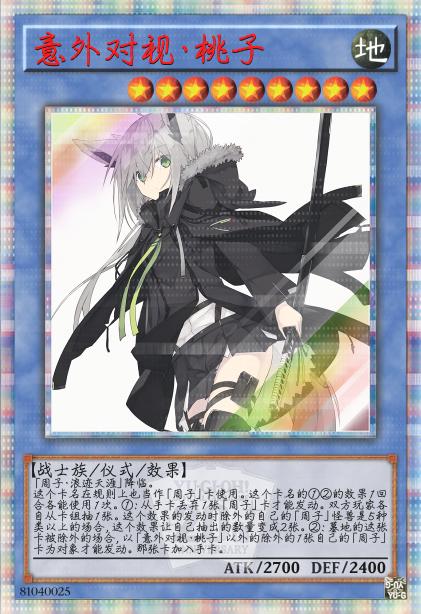 意外对视·桃子
地
【战士族/仪式/效果】
「周子·浪迹天涯」降临。
这个卡名在规则上也当作「周子」卡使用。这个卡名的①②的效果1回
合各能使用1次。①：从手卡丢弃1张「周子」卡才能发动。双方玩家各
自从卡组抽1张。这个效果的发动时除外的自己的「周子」怪兽是5种
类以上的场合，这个效果让自己抽出的数量变成2张。②：墓地的这张
卡被除外的场合，以「意外对视·桃子」以外的除外的1张自己的「周子」
卡为对象才能发动。那张卡加入手卡。
ATK/2700 DEF/2400
81040025